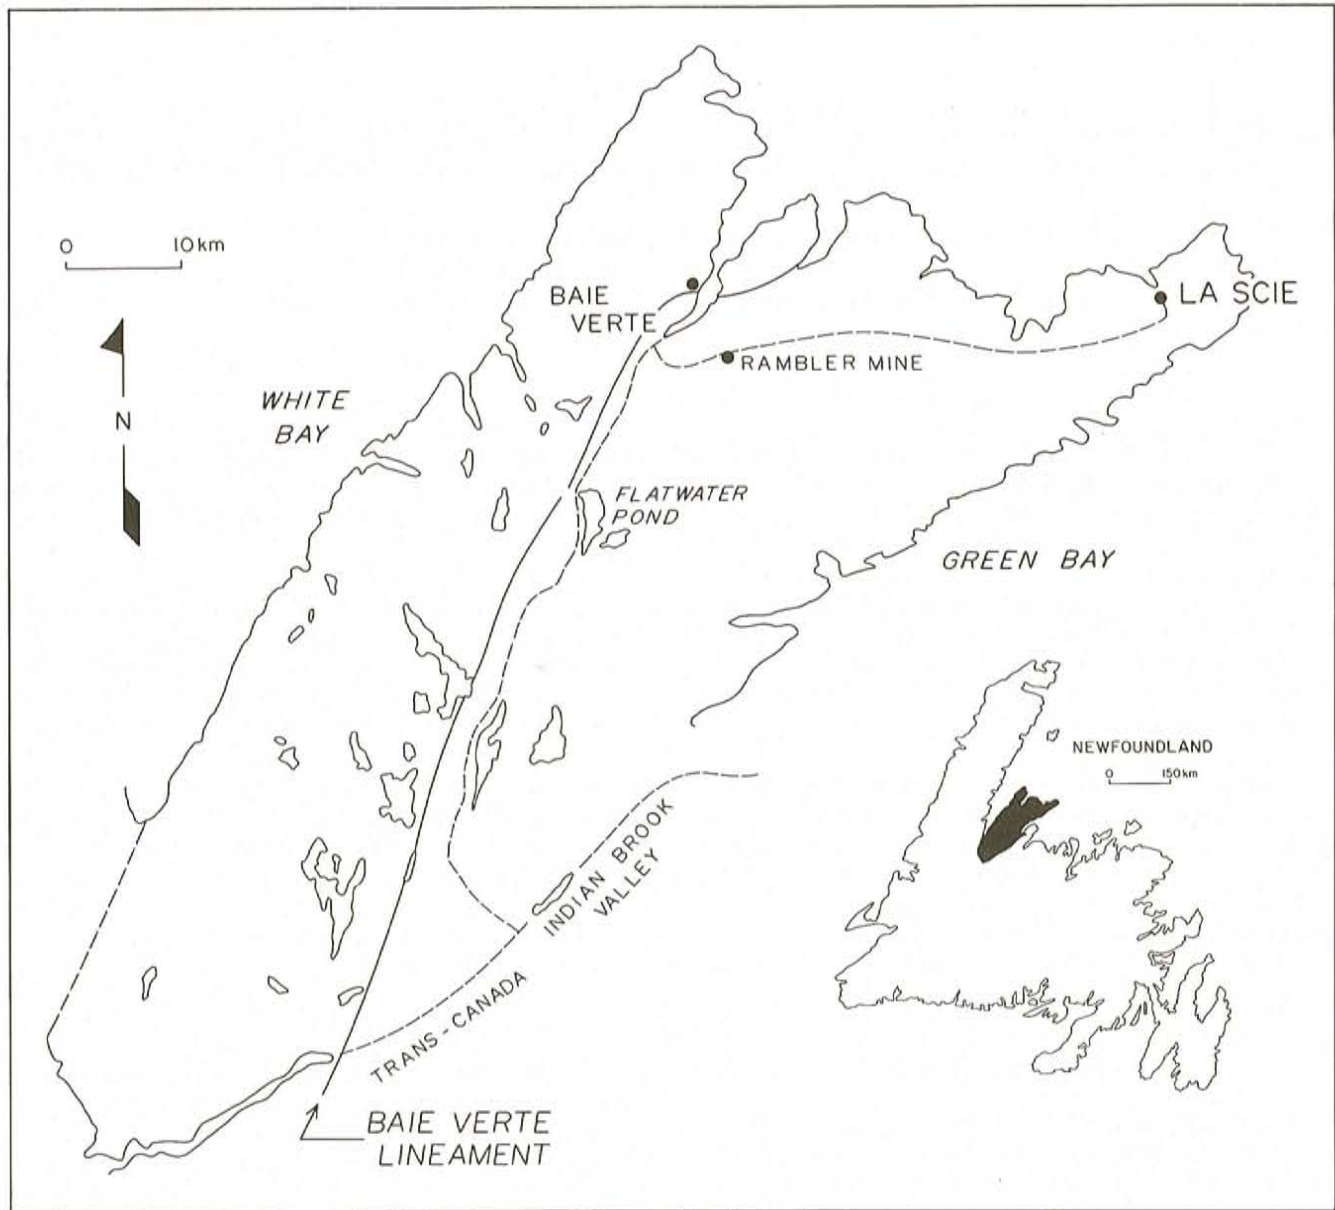 0 10 km
BAIE
VERTE
LA SCIE
RAMBLER MINE
WHITE
BAY
N
FLATWATER
POND
GREEN BAY
NEWFOUNDLAND
0 150 km
INDIAN BROOK
VALLEY
TRANS - CANADA
BAIE VERTE
LINEAMENT